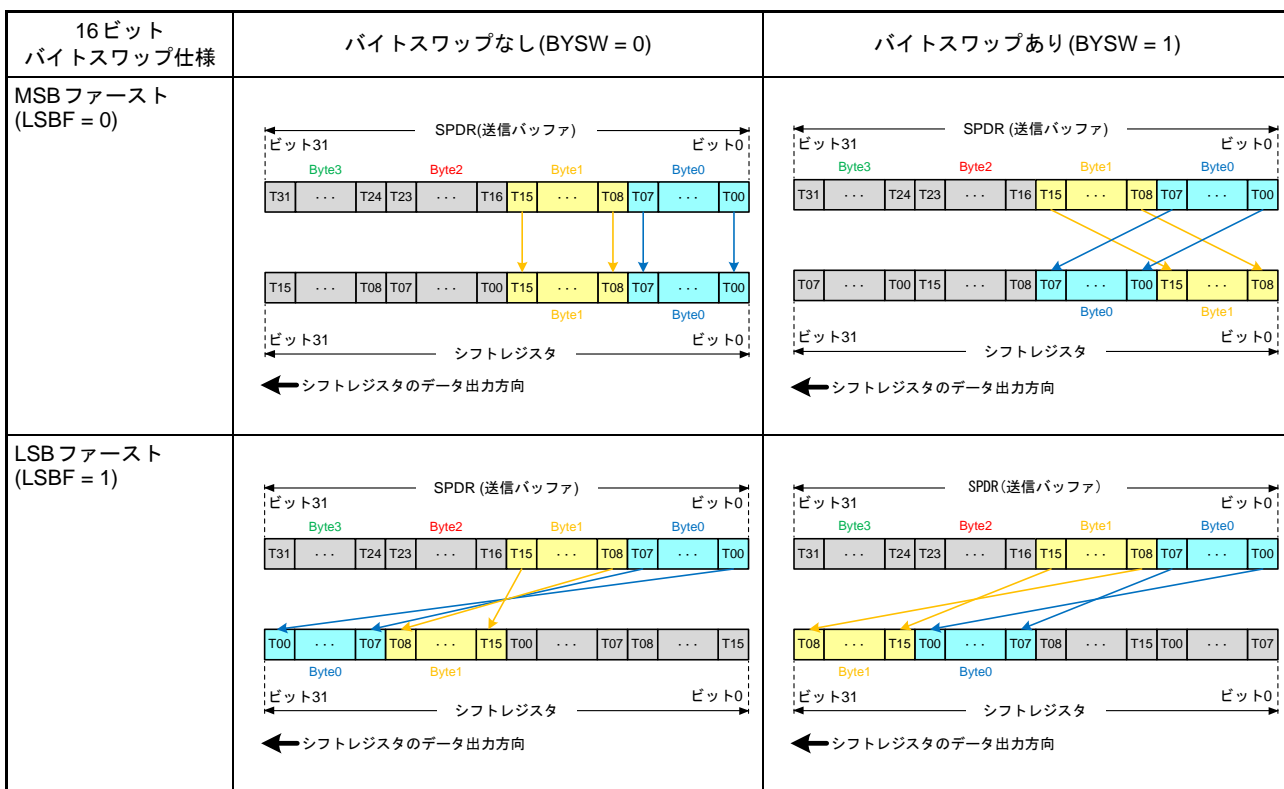 16ビット
バイトスワップ仕様
バイトスワップなし(BYSW = 0)
バイトスワップあり(BYSW = 1)
MSBファースト
(LSBF = 0)
SPDR(送信バッファ)
ビット31 ビット0
Byte3 Byte2 Byte1 Byte0
T31 ・・・ T24 T23 ・・・ T16 T15 ・・・ T08 T07 ・・・ T00
T15 ・・・ T08 T07 ・・・ T00 T15 ・・・ T08 T07 ・・・ T00
Byte1 Byte0
ビット31 ビット0
シフトレジスタ
シフトレジスタのデータ出力方向
SPDR(送信バッファ)
ビット31 ビット0
Byte3 Byte2 Byte1 Byte0
T31 ・・・ T24 T23 ・・・ T16 T15 ・・・ T08 T07 ・・・ T00
T07 ・・・ T00 T15 ・・・ T08 T07 ・・・ T00 T15 ・・・ T08
Byte0 Byte1
ビット31 ビット0
シフトレジスタ
シフトレジスタのデータ出力方向
LSBファースト
(LSBF = 1)
SPDR(送信バッファ)
ビット31 ビット0
Byte3 Byte2 Byte1 Byte0
T31 ・・・ T24 T23 ・・・ T16 T15 ・・・ T08 T07 ・・・ T00
T00 ・・・ T07 T08 ・・・ T15 T00 ・・・ T07 T08 ・・・ T15
Byte0 Byte1
ビット31 ビット0
シフトレジスタ
シフトレジスタのデータ出力方向
SPDR(送信バッファ)
ビット31 ビット0
Byte3 Byte2 Byte1 Byte0
T31 ・・・ T24 T23 ・・・ T16 T15 ・・・ T08 T07 ・・・ T00
T08 ・・・ T15 T00 ・・・ T07 T08 ・・・ T15 T00 ・・・ T07
Byte1 Byte0
ビット31 ビット0
シフトレジスタ
シフトレジスタのデータ出力方向